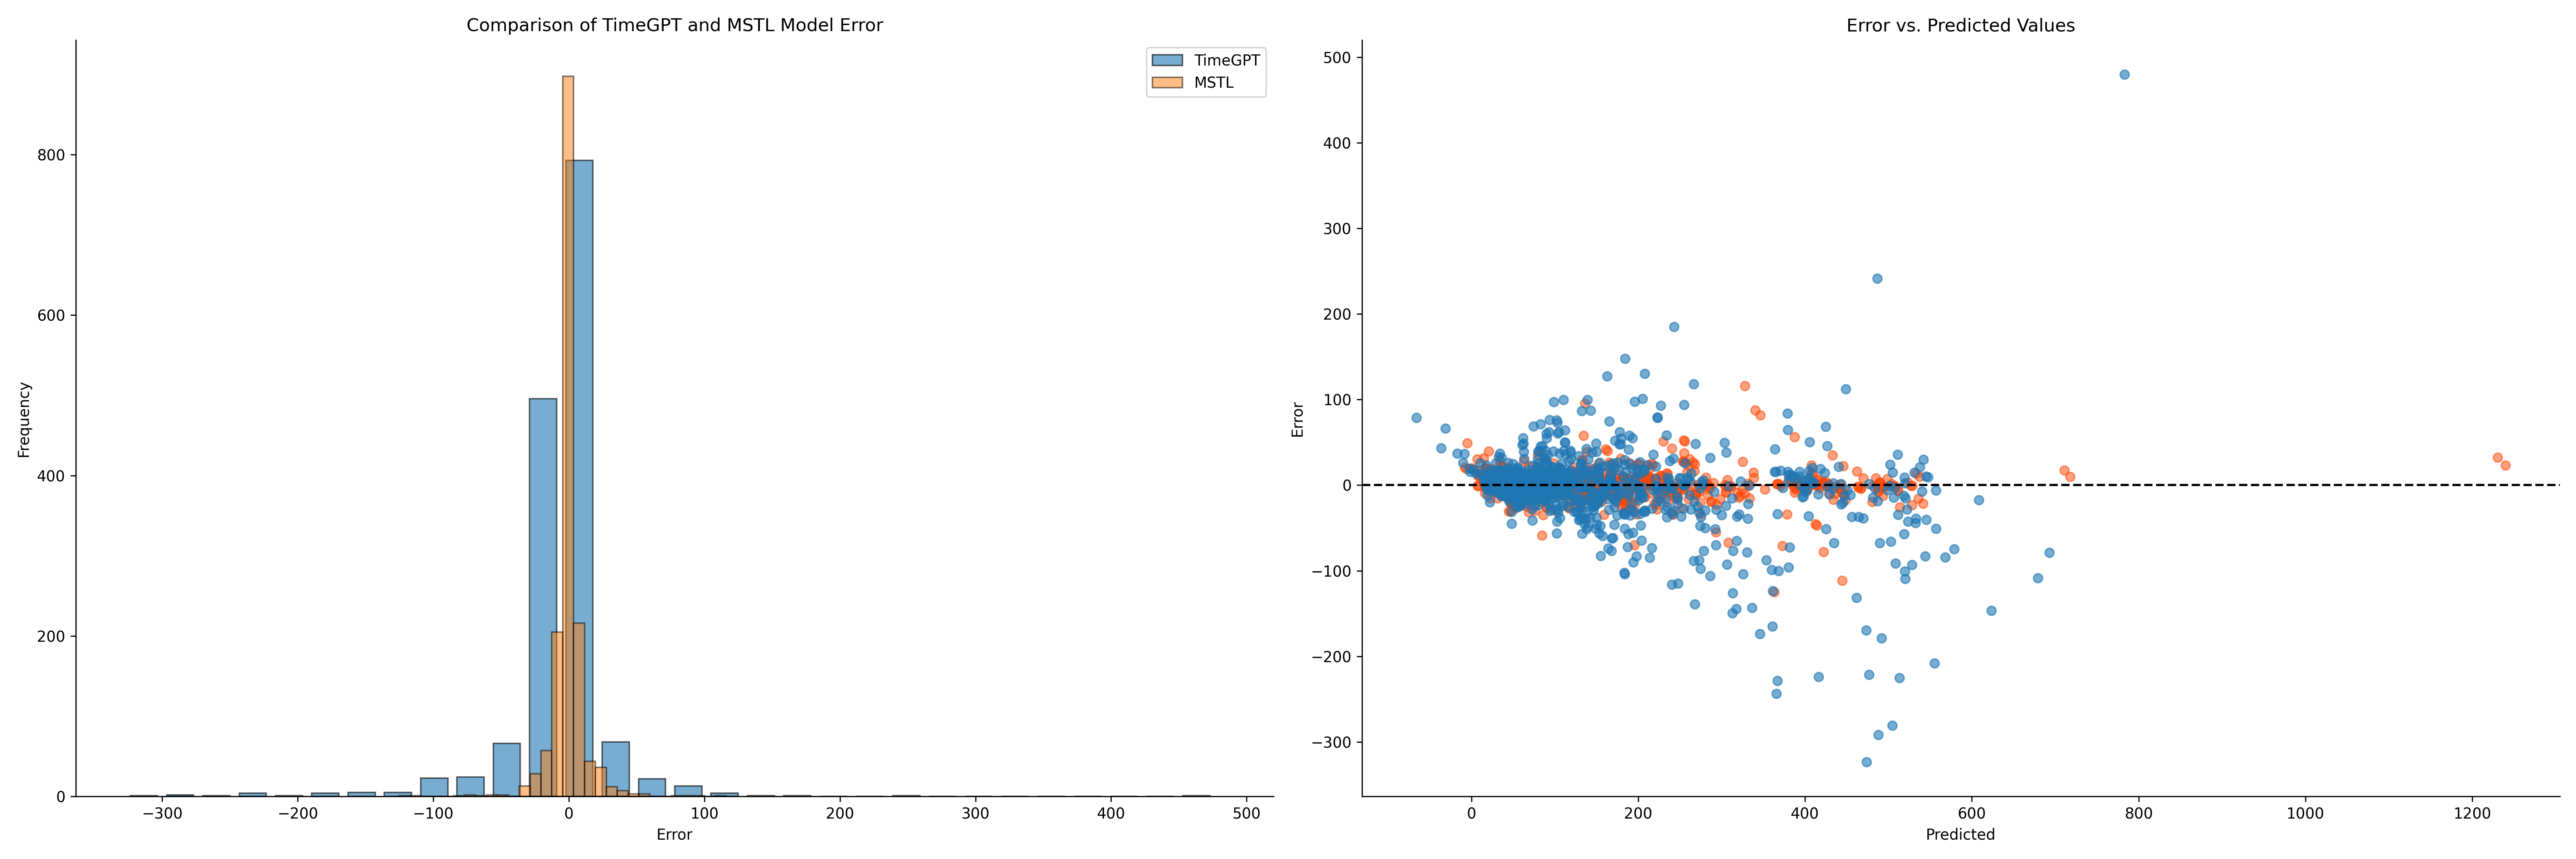 Comparison of TimeGPT and MSTL Model Error
TimeGPT
MSTL
800
600
400
200
0
Frequency
−300 −200 −100 0 100 200 300 400 500
Error
Error vs. Predicted Values
500
400
300
200
100
0
−100
−200
−300
Error
0 200 400 600 800 1000 1200
Predicted